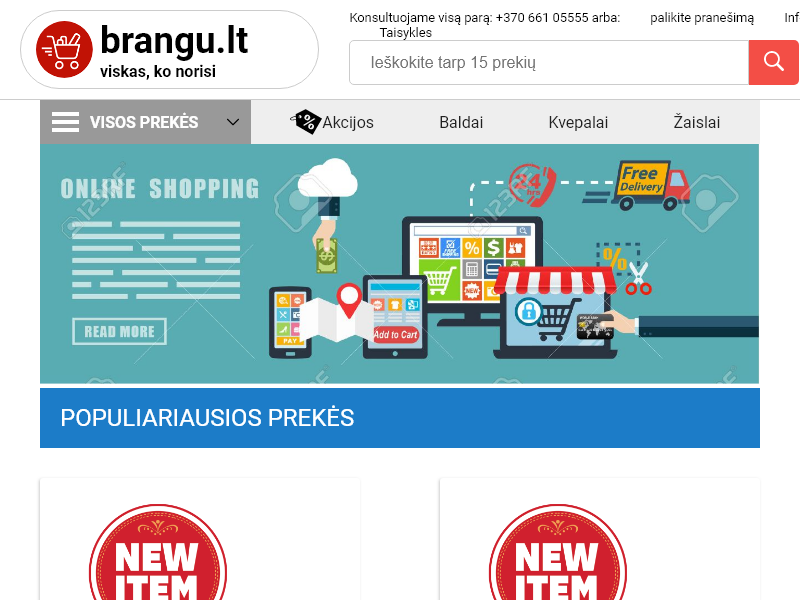 Konsultuojame visą parą: +370 661 05555 arba: palikite pranešimą Inf
Taisykles
brangu.lt
viskas, ko norisi
Ieškokite tarp 15 prekių
VISOS PREKĖS
% Akcijos
Baldai
Kvepalai
Žaislai
ONLINE SHOPPING
READ MORE
24
hrs
Free
Delivery
%
%
$
NEW
PAY
Add to Cart
POPULIARIAUSIOS PREKĖS
NEW
ITEM
NEW
ITEM